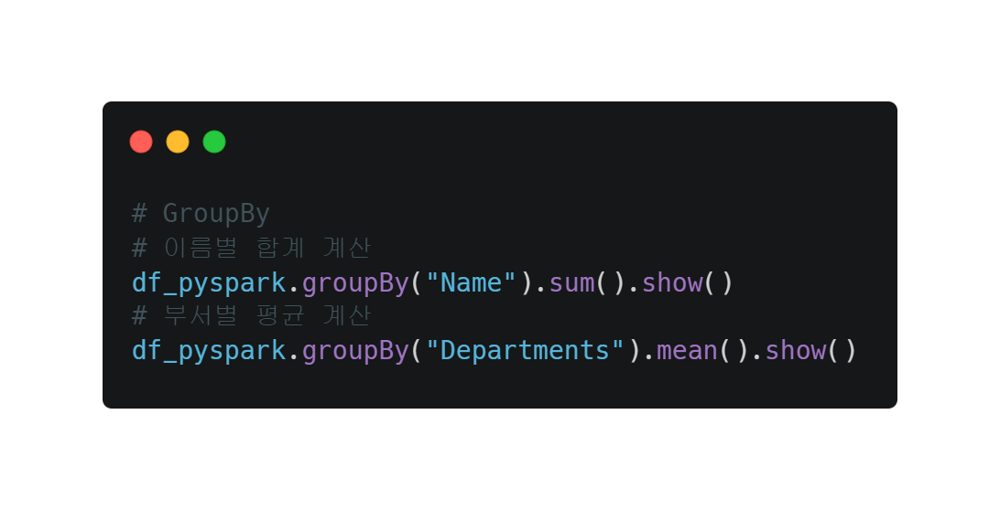 # GroupBy
# 이름별 합계 계산
df_pyspark.groupBy("Name").sum().show()
# 부서별 평균 계산
df_pyspark.groupBy("Departments").mean().show()